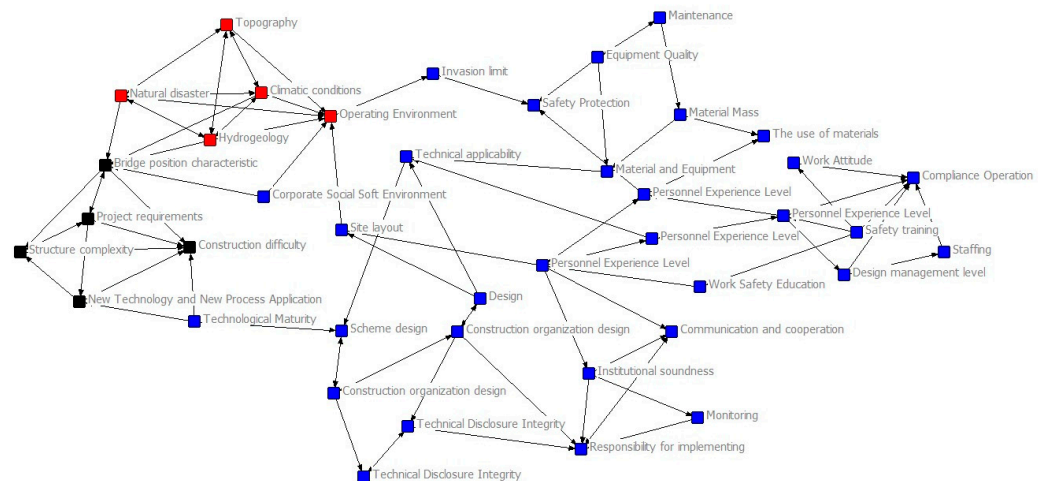 Maintenance
Topography
Equipment Quality
Invasion limit
Climatic conditions
Natural disaster
Safety Protection
Operating Environment
Material Mass
Hydrogeology
The use of materials
Technical applicability
Bridge position characteristic
Work Attitude
Material and Equipment
Compliance Operation
Corporate Social Soft Environment
Personnel Experience Level
Project requirements
Personnel Experience Level
Site layout
Safety training
Personnel Experience Level
Structure complexity
Construction difficulty
Staffing
Personnel Experience Level
Design management level
Work Safety Education
New Technology and New Process Application
Design
Technological Maturity
Scheme design
Construction organization design
Communication and cooperation
Institutional soundness
Construction organization design
Monitoring
Technical Disclosure Integrity
Responsibility for implementing
Technical Disclosure Integrity